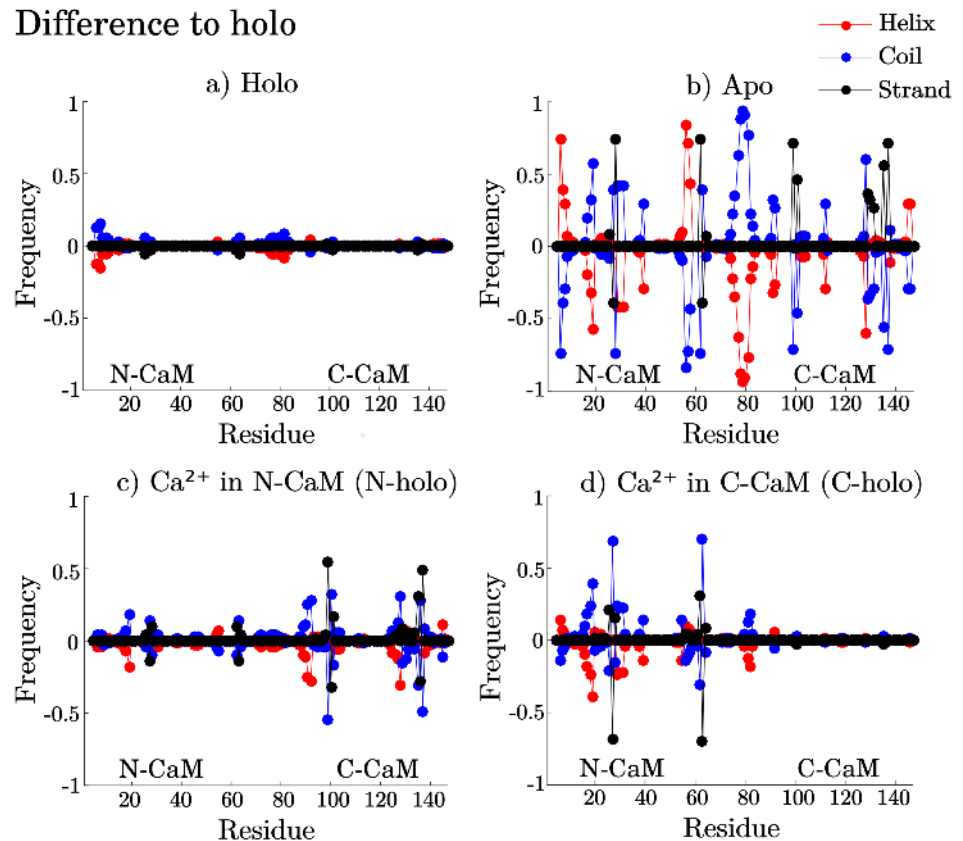 Difference to holo
Helix
Coil
Strand
a) Holo
b) Apo
Frequency
1
0.5
0
-0.5
-1
N-CaM
C-CaM
20 40 60 80 100 120 140
Residue
Frequency
1
0.5
0
-0.5
-1
N-CaM
C-CaM
20 40 60 80 100 120 140
Residue
c) Ca²⁺ in N-CaM (N-holo)
d) Ca²⁺ in C-CaM (C-holo)
Frequency
1
0.5
0
-0.5
-1
N-CaM
C-CaM
20 40 60 80 100 120 140
Residue
Frequency
1
0.5
0
-0.5
-1
N-CaM
C-CaM
20 40 60 80 100 120 140
Residue